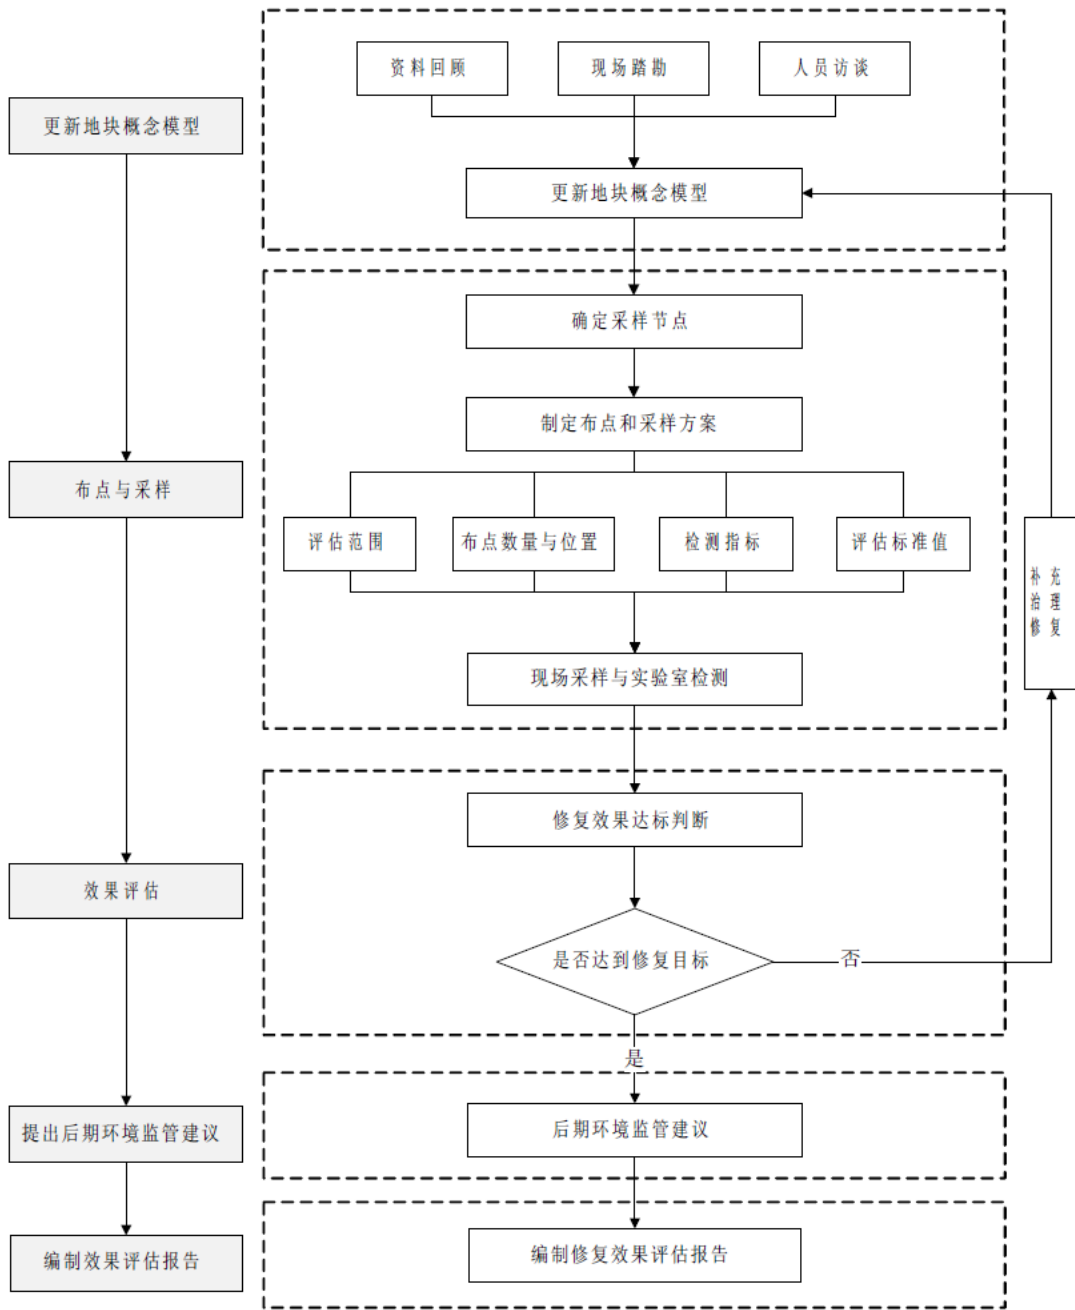 资料回顾
现场踏勘
人员访谈
更新地块概念模型
更新地块概念模型
确定采样节点
制定布点和采样方案
布点与采样
评估范围
布点数量与位置
检测指标
评估标准值
补充
治理
修复
现场采样与实验室检测
修复效果达标判断
效果评估
是否达到修复目标
否
是
提出后期环境监管建议
后期环境监管建议
编制效果评估报告
编制修复效果评估报告